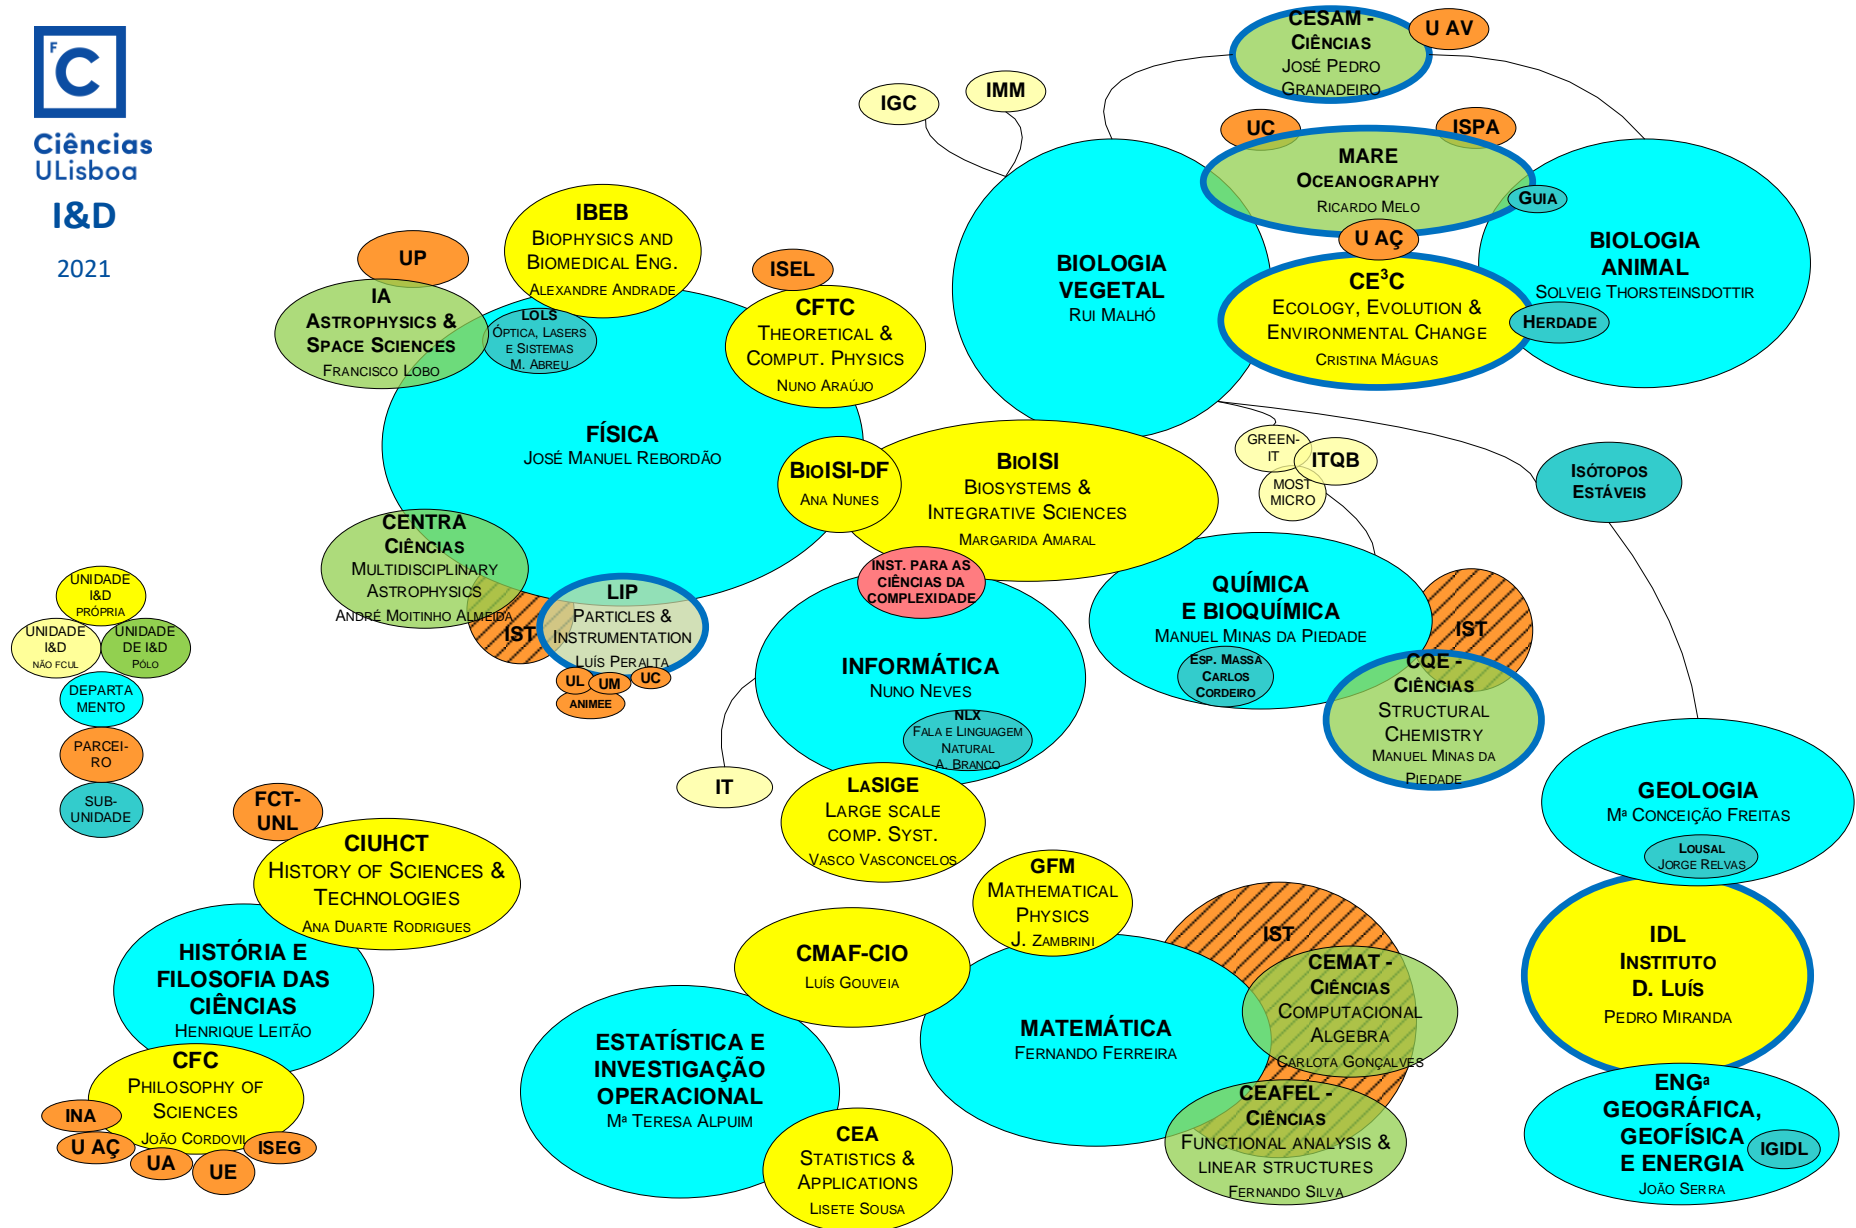 F
C
Ciências
ULisboa
I&D
2021
UNIDADE
I&D
PRÓPRIA
UNIDADE
I&D
NÃO FCUL
UNIDADE
DE I&D
PÓLO
DEPARTA
MENTO
PARCEI-
RO
SUB-
UNIDADE
UP
IA
ASTROPHYSICS &
SPACE SCIENCES
FRANCISCO LOBO
IBEB
BIOPHYSICS AND
BIOMEDICAL ENG.
ALEXANDRE ANDRADE
LOLS
ÓPTICA, LASERS
E SISTEMAS
M. ABREU
ISEL
CFTC
THEORETICAL &
COMPUT. PHYSICS
NUNO ARAÚJO
FÍSICA
JOSÉ MANUEL REBORDÃO
BIOISI-DF
ANA NUNES
BIOISI
BIOSYSTEMS &
INTEGRATIVE SCIENCES
MARGARIDA AMARAL
CENTRA
CIÊNCIAS
MULTIDISCIPLINARY
ASTROPHYSICS
ANDRÉ MOITINHO ALMEIDA
IST
LIP
PARTICLES &
INSTRUMENTATION
LUÍS PERALTA
UL
UM
UC
ANIMEE
IGC
IMM
BIOLOGIA
VEGETAL
RUI MALHÓ
CESAM -
CIÊNCIAS
JOSÉ PEDRO
GRANADEIRO
U AV
UC
ISPA
MARE
OCEANOGRAPHY
RICARDO MELO
GUIA
U AÇ
CE³C
ECOLOGY, EVOLUTION &
ENVIRONMENTAL CHANGE
CRISTINA MÁGUAS
HERDADE
BIOLOGIA
ANIMAL
SOLVEIG THORSTEINSDOTTIR
GREEN-
IT
ITQB
MOST
MICRO
ISÓTOPOS
ESTÁVEIS
INST. PARA AS
CIÊNCIAS DA
COMPLEXIDADE
INFORMÁTICA
NUNO NEVES
NLX
FALA E LINGUAGEM
NATURAL
A. BRANCO
IT
LASIGE
LARGE SCALE
COMP. SYST.
VASCO VASCONCELOS
QUÍMICA
E BIOQUÍMICA
MANUEL MINAS DA PIEDADE
ESP. MASSA
CARLOS
CORDEIRO
IST
CQE -
CIÊNCIAS
STRUCTURAL
CHEMISTRY
MANUEL MINAS DA
PIEDADE
GEOLOGIA
Mª CONCEIÇÃO FREITAS
LOUSAL
JORGE RELVAS
IDL
INSTITUTO
D. LUÍS
PEDRO MIRANDA
ENGª
GEOGRÁFICA,
GEOFÍSICA
E ENERGIA
JOÃO SERRA
IGIDL
FCT-
UNL
CIUHCT
HISTORY OF SCIENCES &
TECHNOLOGIES
ANA DUARTE RODRIGUES
HISTÓRIA E
FILOSOFIA DAS
CIÊNCIAS
HENRIQUE LEITÃO
CFC
PHILOSOPHY OF
SCIENCES
JOÃO CORDOVIL
INA
U AÇ
UA
UE
ISEG
GFM
MATHEMATICAL
PHYSICS
J. ZAMBRINI
CMAF-CIO
LUÍS GOUVEIA
ESTATÍSTICA E
INVESTIGAÇÃO
OPERACIONAL
Mª TERESA ALPUIM
CEA
STATISTICS &
APPLICATIONS
LISETE SOUSA
MATEMÁTICA
FERNANDO FERREIRA
IST
CEMAT -
CIÊNCIAS
COMPUTACIONAL
ALGEBRA
CARLOTA GONÇALVES
CEAFEL -
CIÊNCIAS
FUNCTIONAL ANALYSIS &
LINEAR STRUCTURES
FERNANDO SILVA